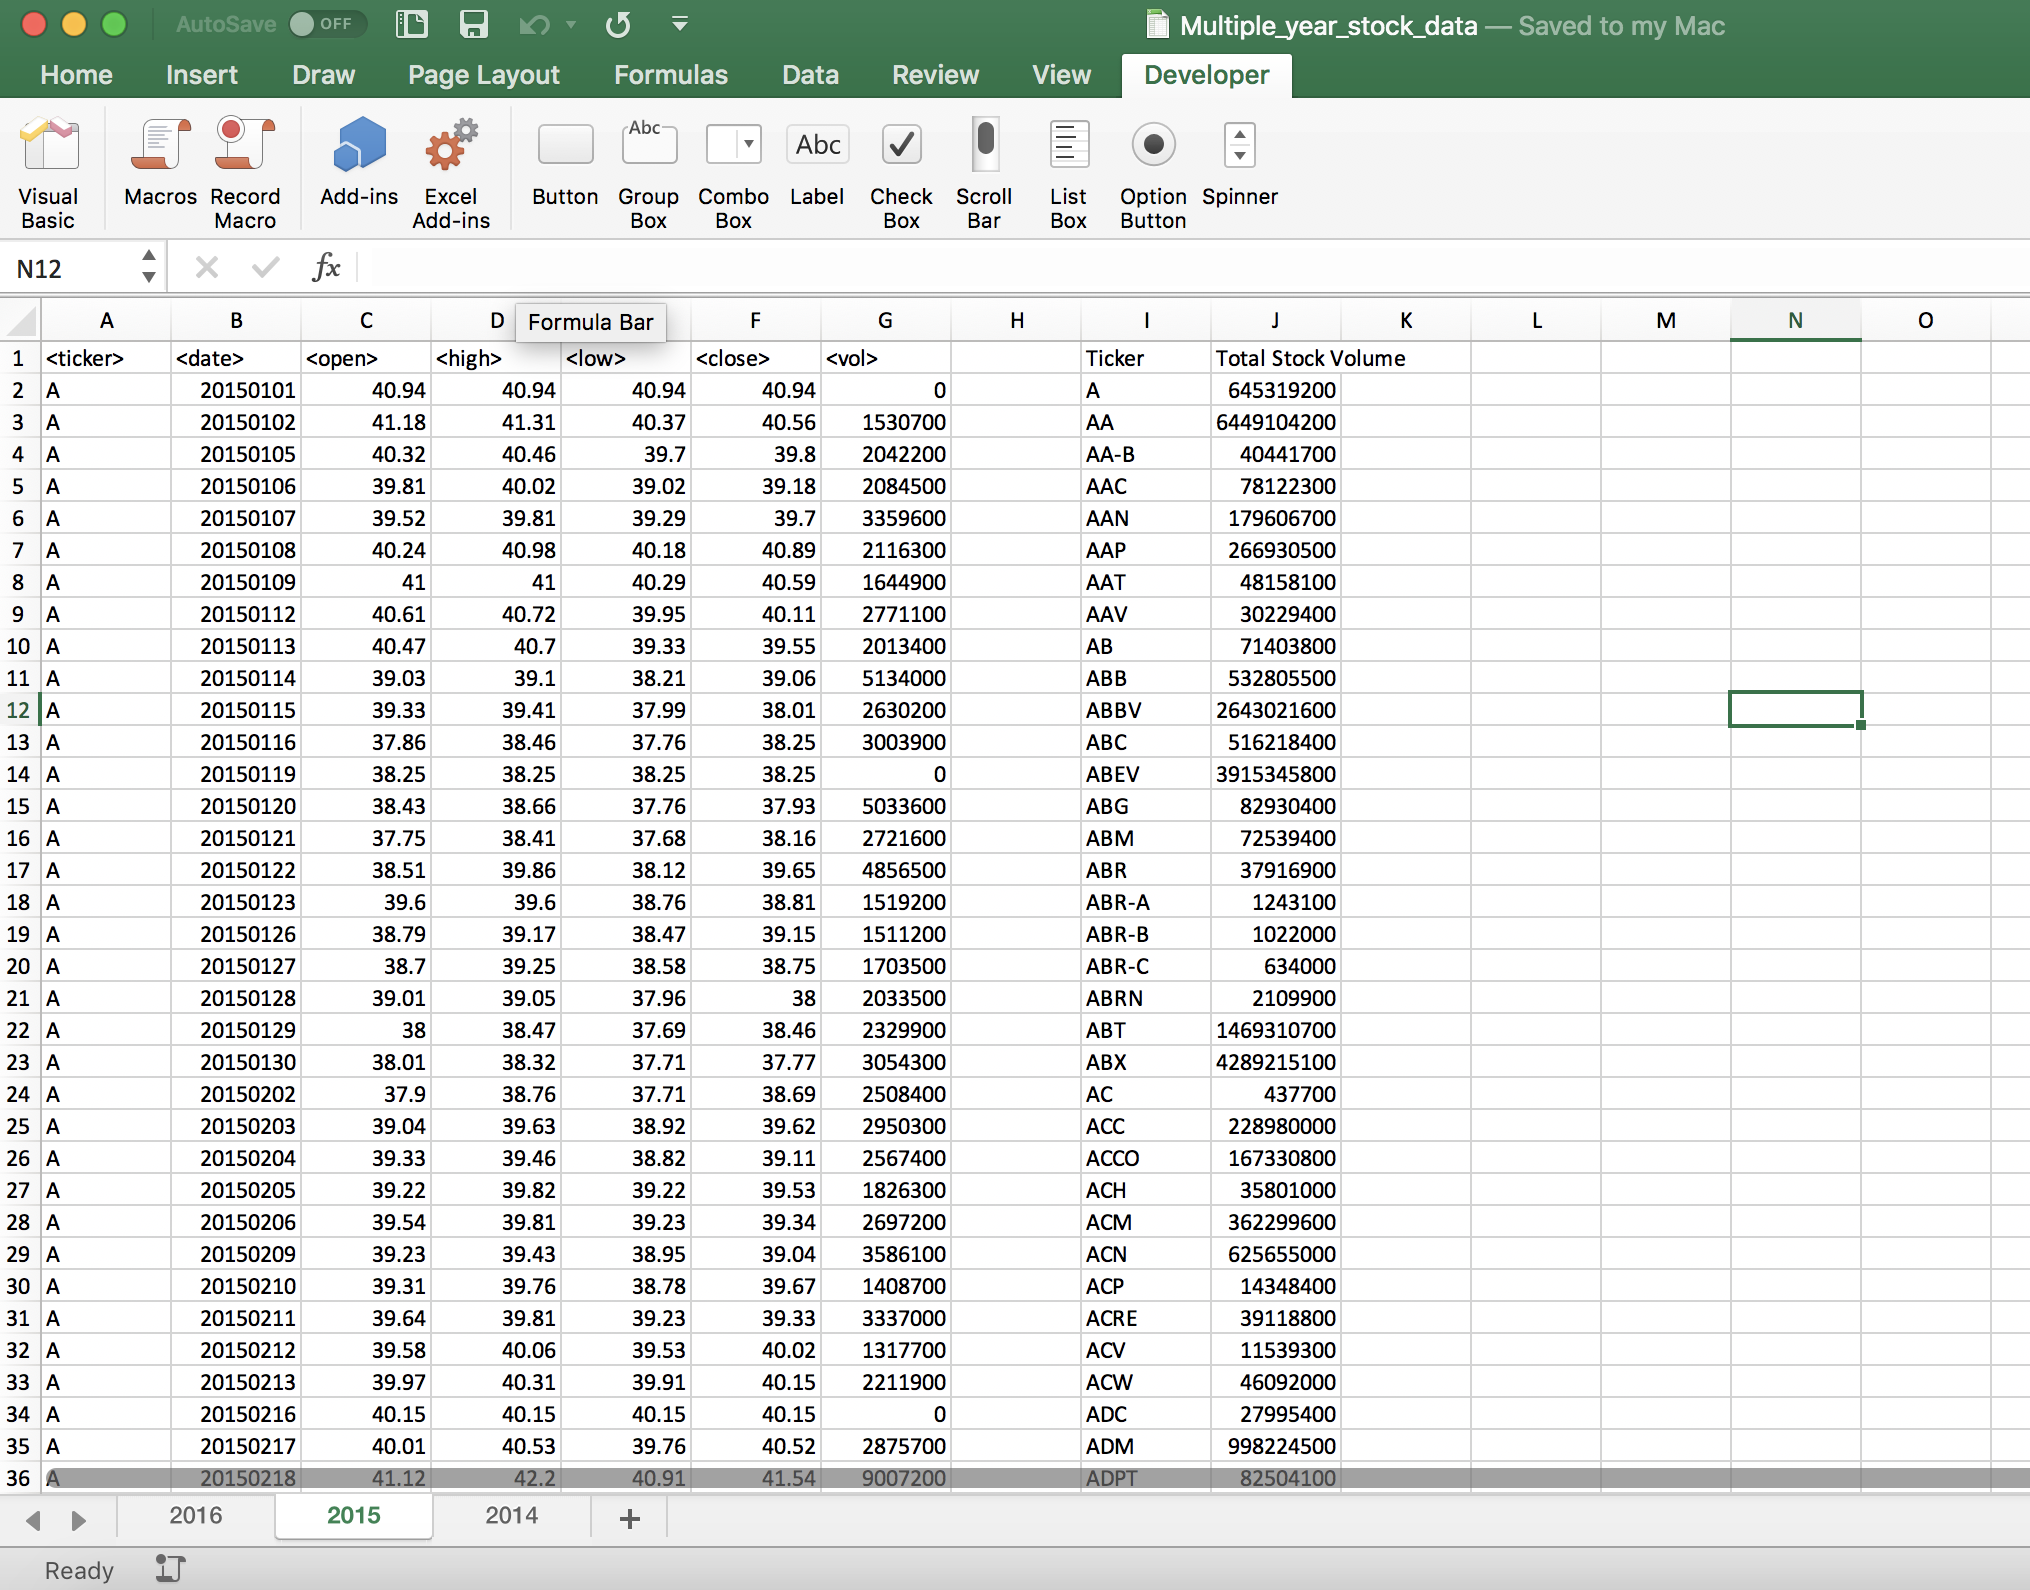 AutoSave OFF Multiple_year_stock_data — Saved to my Mac
Home Insert Draw Page Layout Formulas Data Review View Developer
Abc Abc
Visual Basic Macros Record Macro Add-ins Excel Add-ins Button Group Box Combo Box Label Check Box Scroll Bar List Box Option Button Spinner
N12 fx
A B C D Formula Bar F G H I J K L M N O
1 <ticker> <date> <open> <high> <low> <close> <vol> Ticker Total Stock Volume
2 A 20150101 40.94 40.94 40.94 40.94 0 A 645319200
3 A 20150102 41.18 41.31 40.37 40.56 1530700 AA 6449104200
4 A 20150105 40.32 40.46 39.7 39.8 2042200 AA-B 40441700
5 A 20150106 39.81 40.02 39.02 39.18 2084500 AAC 78122300
6 A 20150107 39.52 39.81 39.29 39.7 3359600 AAN 179606700
7 A 20150108 40.24 40.98 40.18 40.89 2116300 AAP 266930500
8 A 20150109 41 41 40.29 40.59 1644900 AAT 48158100
9 A 20150112 40.61 40.72 39.95 40.11 2771100 AAV 30229400
10 A 20150113 40.47 40.7 39.33 39.55 2013400 AB 71403800
11 A 20150114 39.03 39.1 38.21 39.06 5134000 ABB 532805500
12 A 20150115 39.33 39.41 37.99 38.01 2630200 ABBV 2643021600
13 A 20150116 37.86 38.46 37.76 38.25 3003900 ABC 516218400
14 A 20150119 38.25 38.25 38.25 38.25 0 ABEV 3915345800
15 A 20150120 38.43 38.66 37.76 37.93 5033600 ABG 82930400
16 A 20150121 37.75 38.41 37.68 38.16 2721600 ABM 72539400
17 A 20150122 38.51 39.86 38.12 39.65 4856500 ABR 37916900
18 A 20150123 39.6 39.6 38.76 38.81 1519200 ABR-A 1243100
19 A 20150126 38.79 39.17 38.47 39.15 1511200 ABR-B 1022000
20 A 20150127 38.7 39.25 38.58 38.75 1703500 ABR-C 634000
21 A 20150128 39.01 39.05 37.96 38 2033500 ABRN 2109900
22 A 20150129 38 38.47 37.69 38.46 2329900 ABT 1469310700
23 A 20150130 38.01 38.32 37.71 37.77 3054300 ABX 4289215100
24 A 20150202 37.9 38.76 37.71 38.69 2508400 AC 437700
25 A 20150203 39.04 39.63 38.92 39.62 2950300 ACC 228980000
26 A 20150204 39.33 39.46 38.82 39.11 2567400 ACCO 167330800
27 A 20150205 39.22 39.82 39.22 39.53 1826300 ACH 35801000
28 A 20150206 39.54 39.81 39.23 39.34 2697200 ACM 362299600
29 A 20150209 39.23 39.43 38.95 39.04 3586100 ACN 625655000
30 A 20150210 39.31 39.76 38.78 39.67 1408700 ACP 14348400
31 A 20150211 39.64 39.81 39.23 39.33 3337000 ACRE 39118800
32 A 20150212 39.58 40.06 39.53 40.02 1317700 ACV 11539300
33 A 20150213 39.97 40.31 39.91 40.15 2211900 ACW 46092000
34 A 20150216 40.15 40.15 40.15 40.15 0 ADC 27995400
35 A 20150217 40.01 40.53 39.76 40.52 2875700 ADM 998224500
36 A 20150218 41.12 42.2 40.91 41.54 9007200 ADPT 82504100
2016 2015 2014 +
Ready